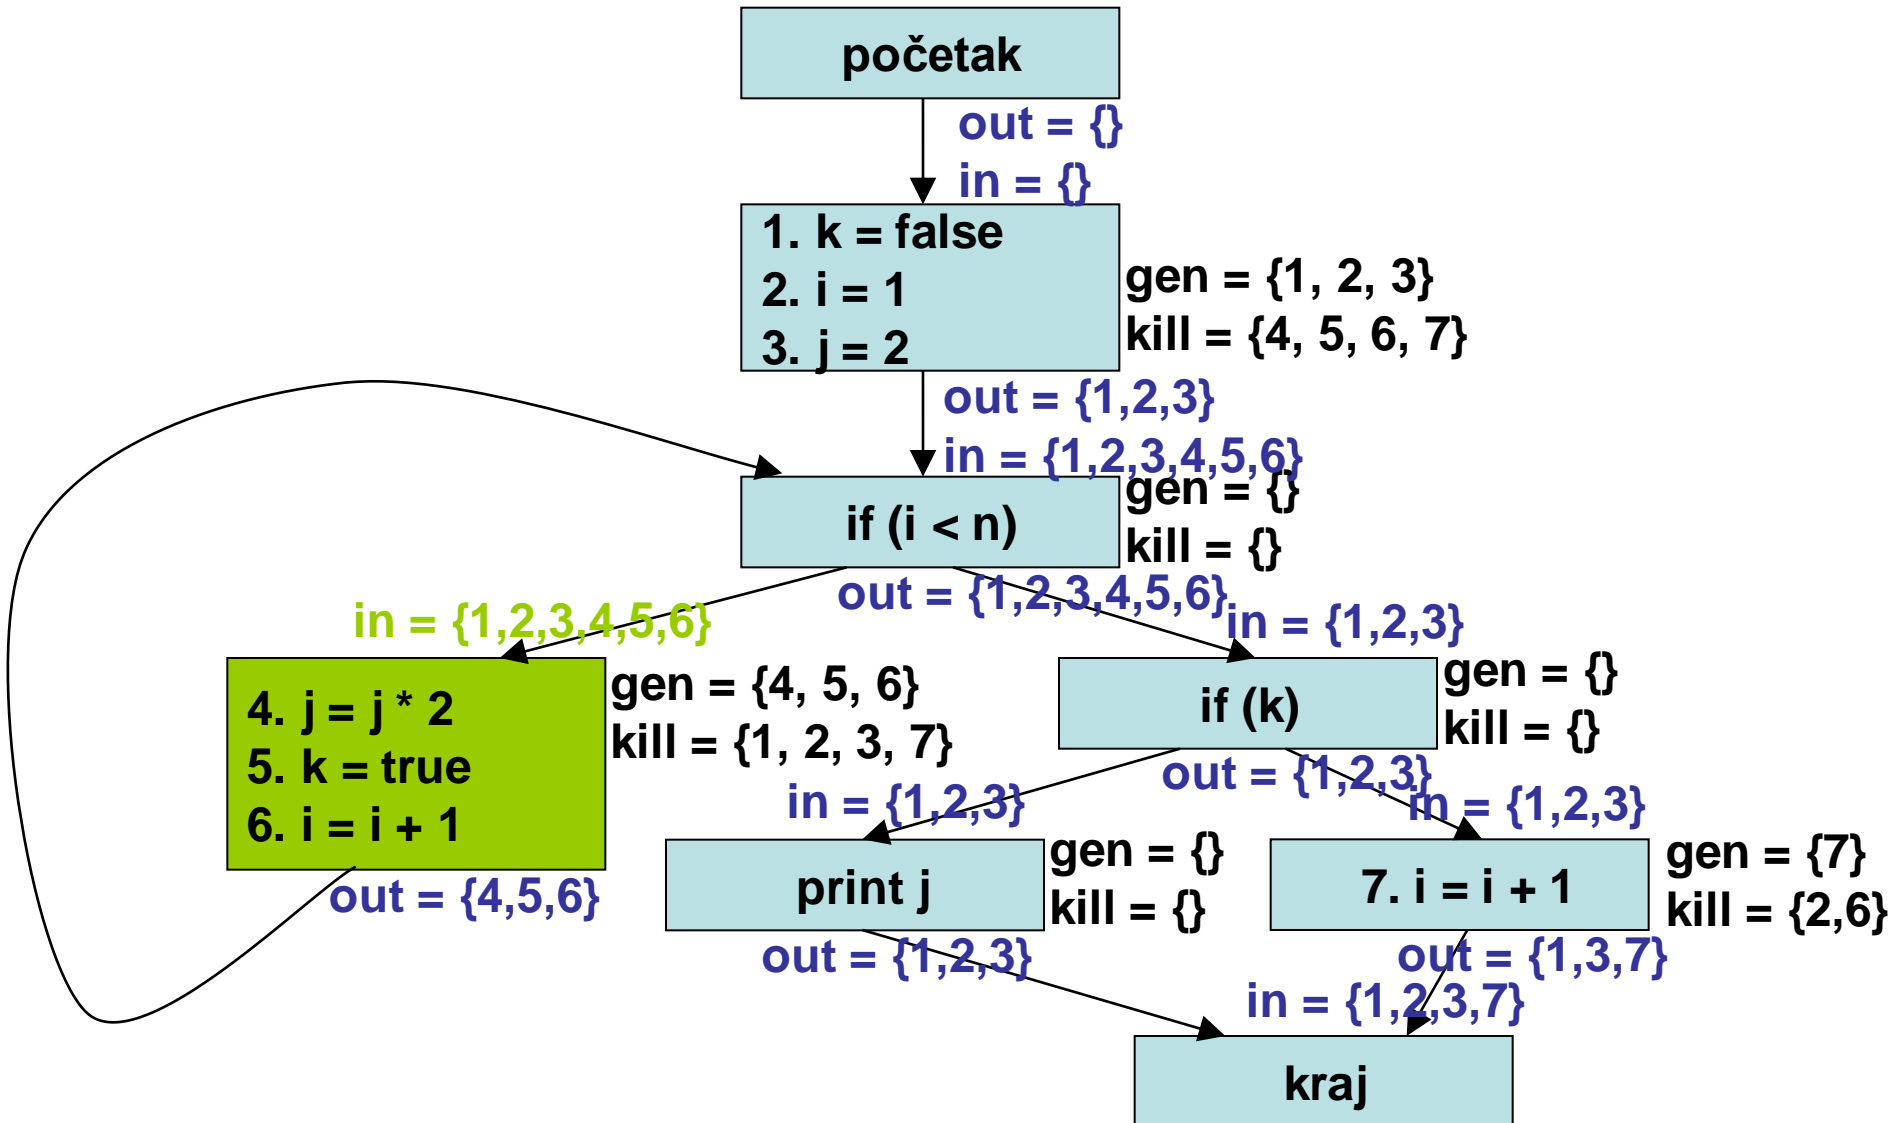 početak
out = {}
in = {}
1. k = false
2. i = 1
3. j = 2
gen = {1, 2, 3}
kill = {4, 5, 6, 7}
out = {1,2,3}
in = {1,2,3,4,5,6}
if (i < n)
gen = {}
kill = {}
out = {1,2,3,4,5,6}
in = {1,2,3,4,5,6}
4. j = j * 2
5. k = true
6. i = i + 1
gen = {4, 5, 6}
kill = {1, 2, 3, 7}
out = {4,5,6}
in = {1,2,3}
if (k)
gen = {}
kill = {}
out = {1,2,3}
in = {1,2,3}
print j
gen = {}
kill = {}
out = {1,2,3}
in = {1,2,3}
7. i = i + 1
gen = {7}
kill = {2,6}
out = {1,3,7}
in = {1,2,3,7}
kraj